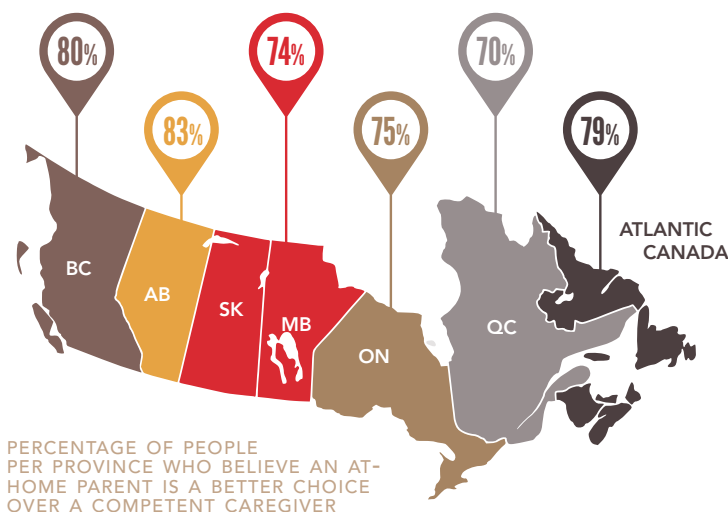 80%
74%
70%
83%
75%
79%
ATLANTIC
CANADA
BC
AB
SK
MB
ON
QC
PERCENTAGE OF PEOPLE
PER PROVINCE WHO BELIEVE AN AT-
HOME PARENT IS A BETTER CHOICE
OVER A COMPETENT CAREGIVER